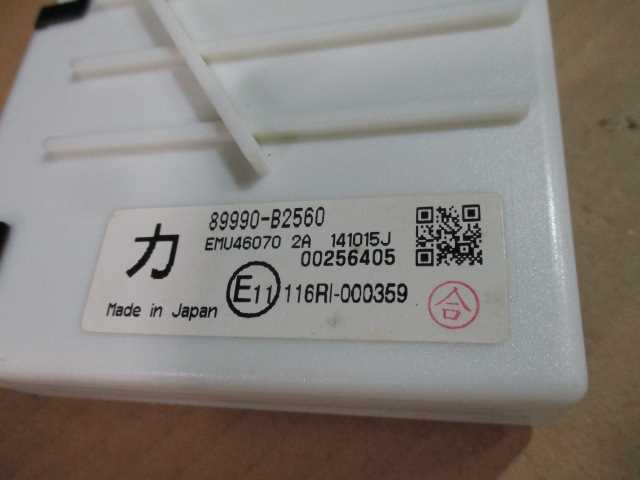 力
89990-B2560
EMU46070 2A 141015J
00256405
E11 116RI-000359
Made in Japan
合